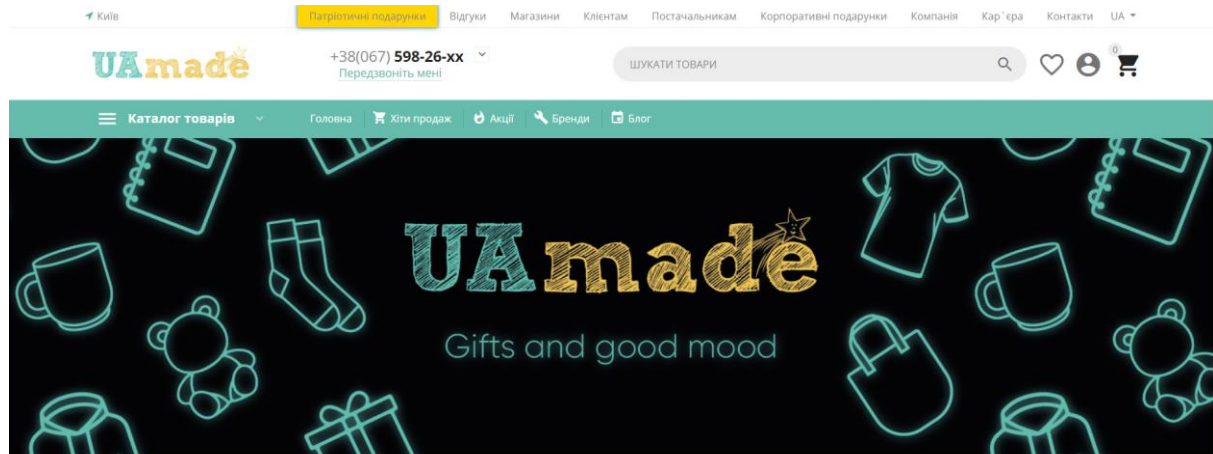 Київ
Патріотичні подарунки Відгуки Магазини Клієнтам Постачальникам Корпоративні подарунки Компанія Кар`єра Контакти UA
UAmade
+38(067) 598-26-xx
Передзвоніть мені
ШУКАТИ ТОВАРИ
0
Каталог товарів Головна Хіти продаж Акції Бренди Блог
UAmade
Gifts and good mood